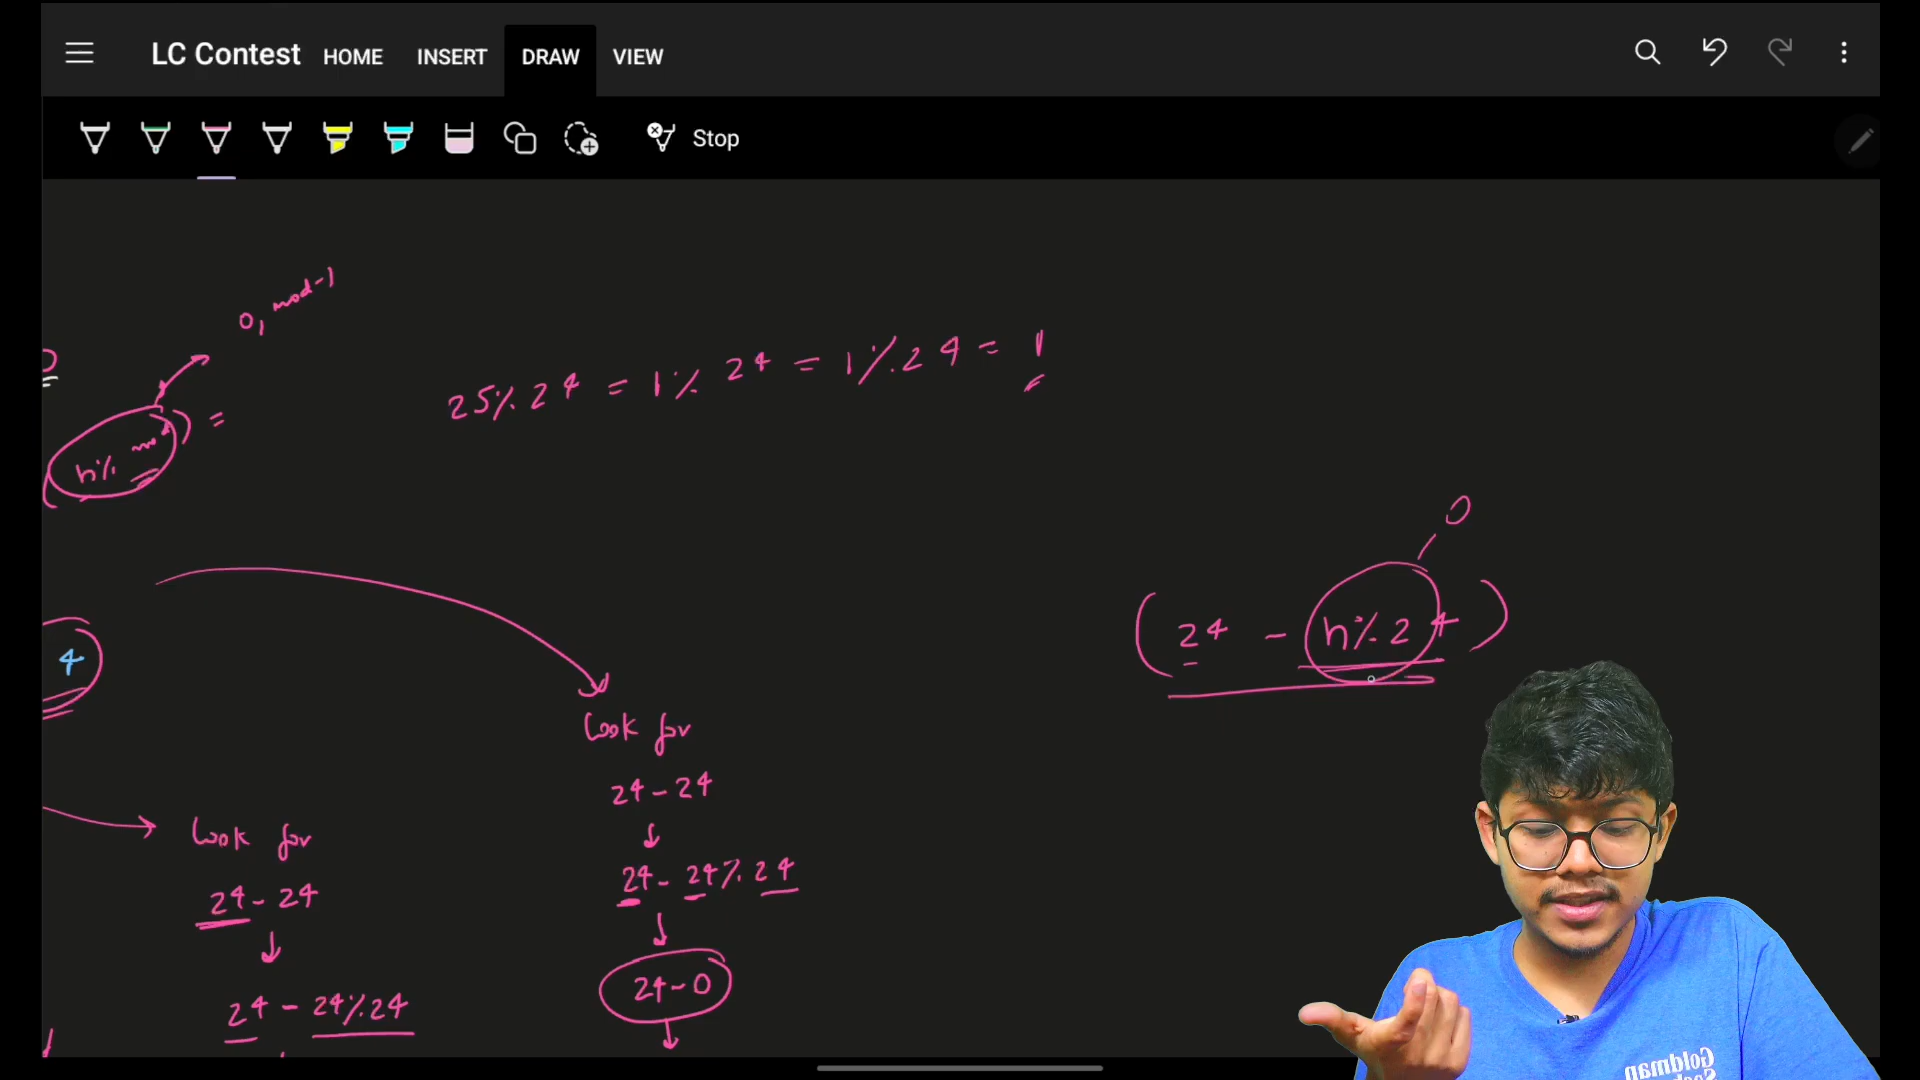 LC Contest HOME INSERT DRAW VIEW
Stop
0, mod-1
25%24 = 1%24 = 1%24 = 1
(h% mod) =
0
(24 - h%24)
4
Look for
24-24
24-24%24
24-0
Look for
24-24
24-24%24
Goldman